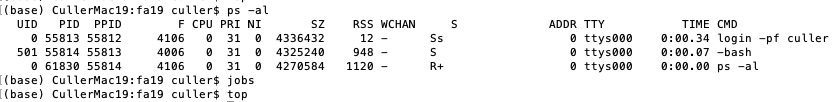 [(base) CullerMac19:fa19 culler$ ps -al
UID PID PPID F CPU PRI NI SZ RSS WCHAN S ADDR TTY TIME CMD
0 55813 55812 4106 0 31 0 4336432 12 - Ss 0 ttys000 0:00.34 login -pf culler
501 55814 55813 4006 0 31 0 4325240 948 - S 0 ttys000 0:00.07 -bash
0 61830 55814 4106 0 31 0 4270584 1120 - R+ 0 ttys000 0:00.00 ps -al
[(base) CullerMac19:fa19 culler$ jobs
[(base) CullerMac19:fa19 culler$ top